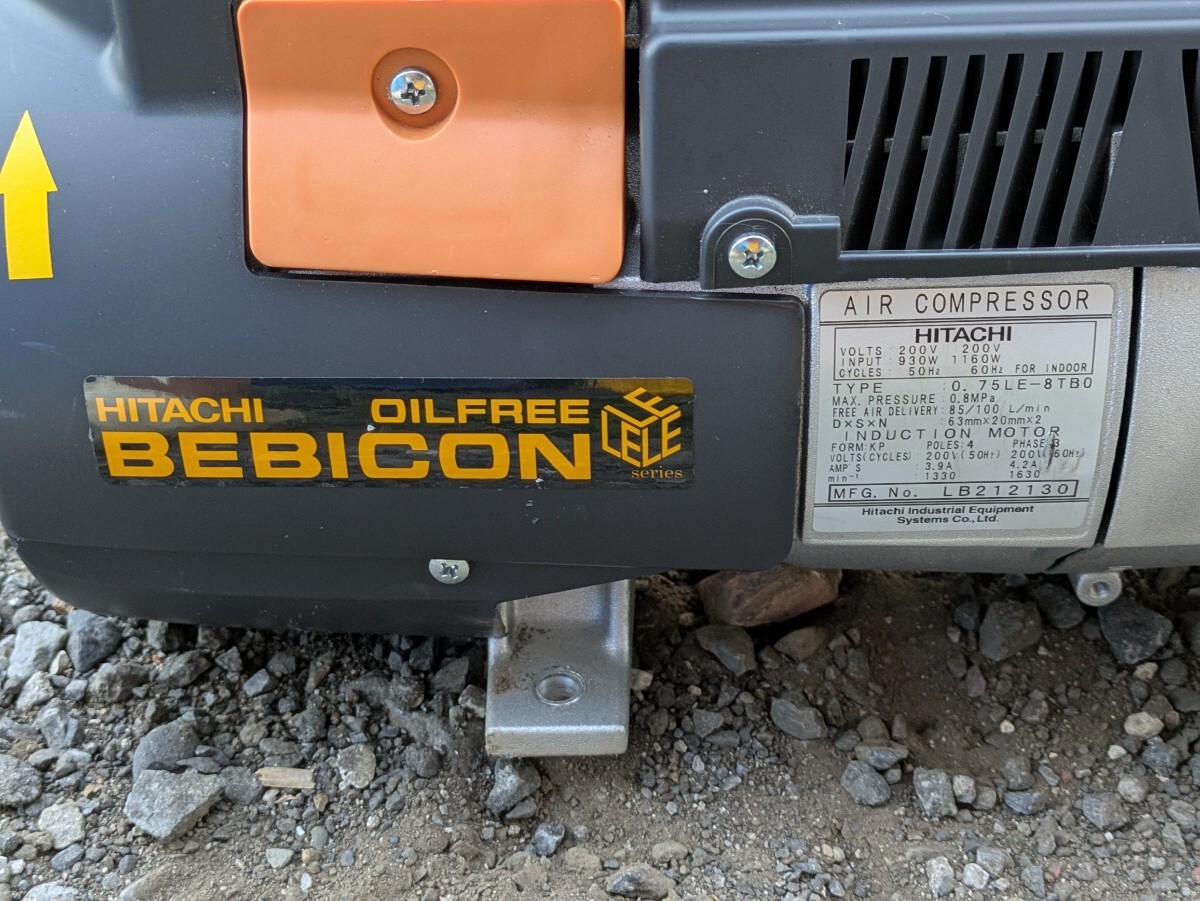 HITACHI OILFREE
BEBICON
LE LE LE
series
AIR COMPRESSOR
HITACHI
VOLTS : 200V 200V
INPUT : 930W 1160W
CYCLES : 50Hz 60Hz FOR INDOOR
TYPE : 0.75LE-8TB0
MAX. PRESSURE : 0.8MPa
FREE AIR DELIVERY : 85/100 L/min
D×S×N : 63mm×20mm×2
INDUCTION MOTOR
FORM:KP POLES:4 PHASE:3
VOLTS(CYCLES) : 200V(50Hz) 200V(60Hz)
AMP'S : 3.9A 4.2A
min⁻¹ : 1330 1630
MFG. No. LB212130
Hitachi Industrial Equipment
Systems Co., Ltd.